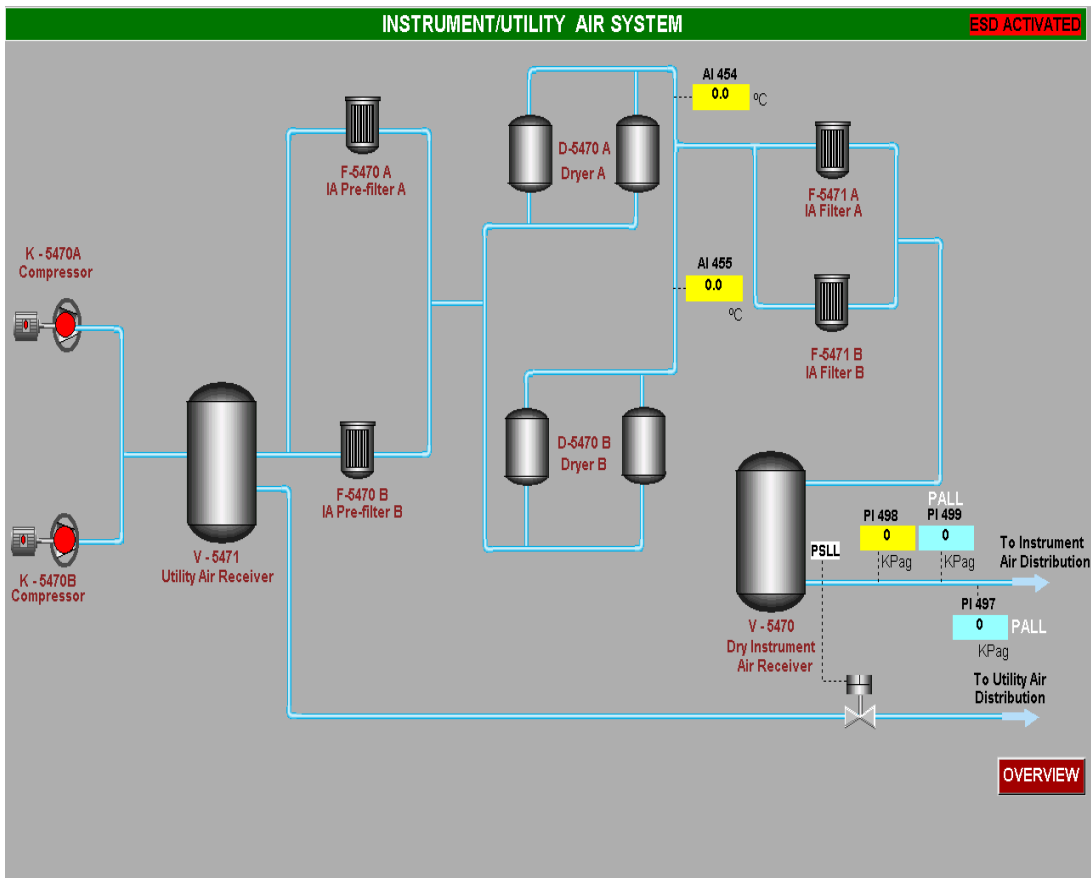 INSTRUMENT/UTILITY AIR SYSTEM
ESD ACTIVATED
AI 454
0.0
ºC
F-5470 A
IA Pre-filter A
D-5470 A
Dryer A
F-5471 A
IA Filter A
K - 5470A
Compressor
AI 455
0.0
ºC
F-5471 B
IA Filter B
D-5470 B
Dryer B
F-5470 B
IA Pre-filter B
V - 5471
Utility Air Receiver
K - 5470B
Compressor
PALL
PI 498
PI 499
0
0
KPag
KPag
PSLL
To Instrument
Air Distribution
PI 497
0
PALL
KPag
V - 5470
Dry Instrument
Air Receiver
To Utility Air
Distribution
OVERVIEW